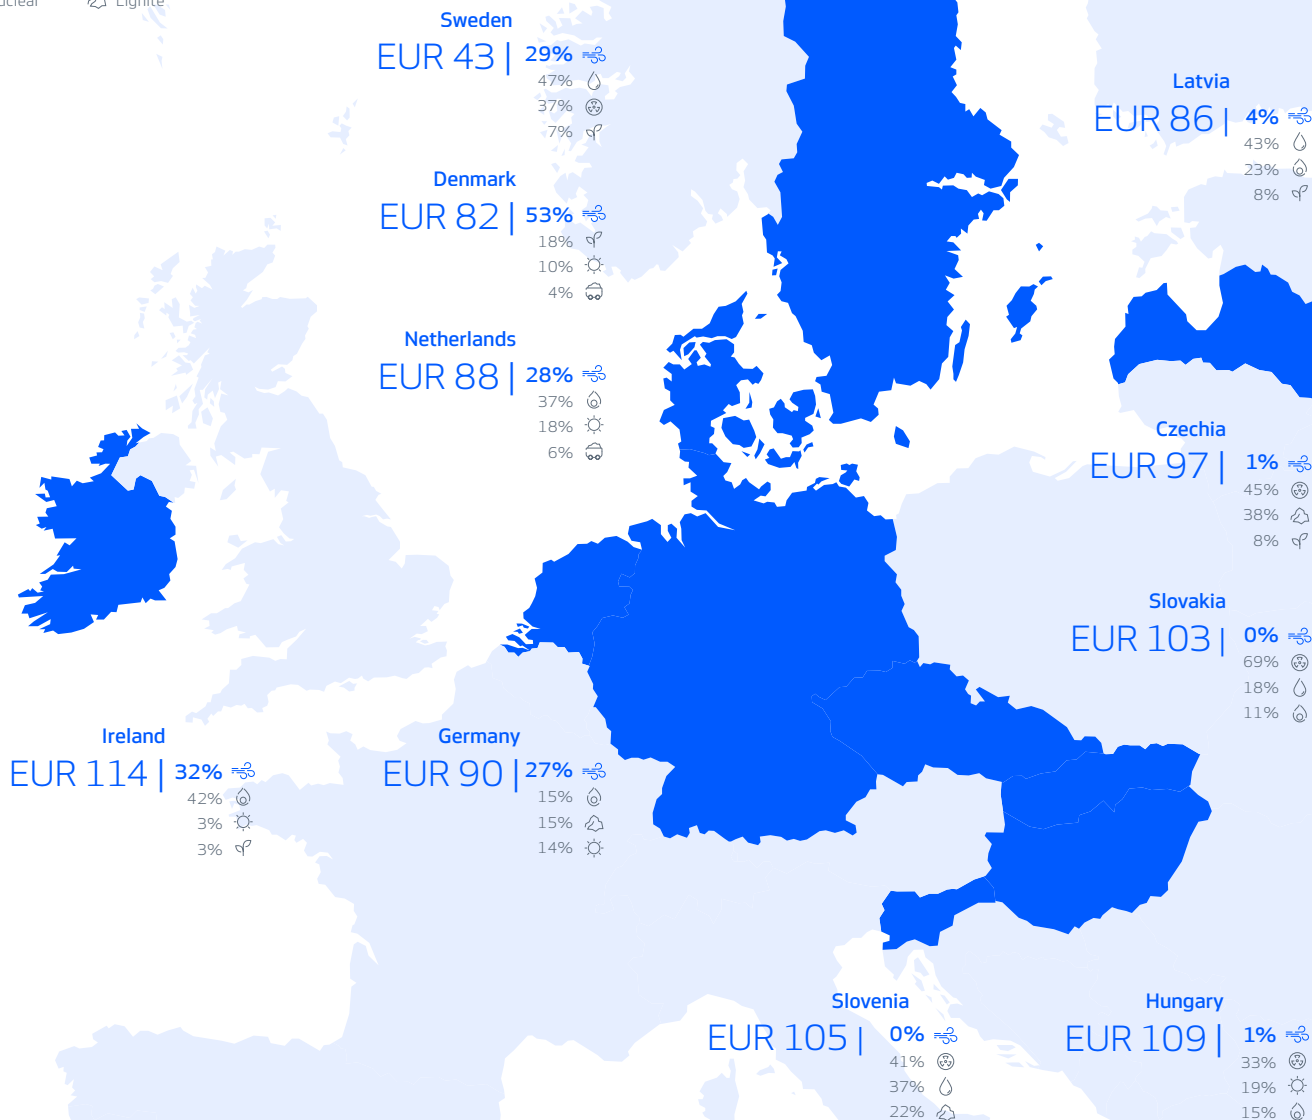 Lignite
Sweden
EUR 43 | 29%
47%
37%
7%
Latvia
EUR 86 | 4%
43%
23%
8%
Denmark
EUR 82 | 53%
18%
10%
4%
Netherlands
EUR 88 | 28%
37%
18%
6%
Czechia
EUR 97 | 1%
45%
38%
8%
Slovakia
EUR 103 | 0%
69%
18%
11%
Ireland
EUR 114 | 32%
42%
3%
3%
Germany
EUR 90 | 27%
15%
15%
14%
Slovenia
EUR 105 | 0%
41%
37%
22%
Hungary
EUR 109 | 1%
33%
19%
15%